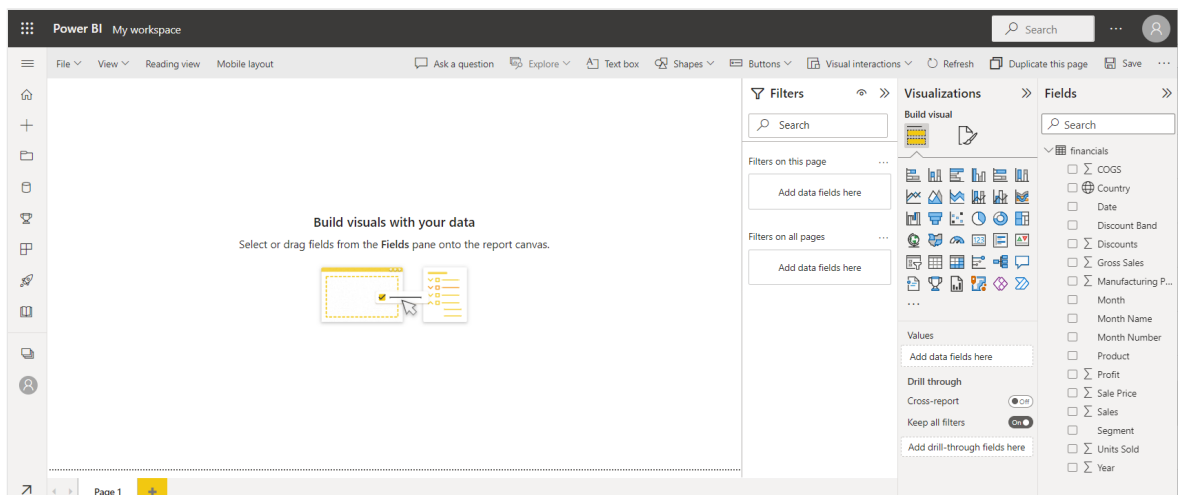 Power BI My workspace
Search
File View Reading view Mobile layout
Ask a question Explore Text box Shapes Buttons Visual interactions Refresh Duplicate this page Save
Build visuals with your data
Select or drag fields from the Fields pane onto the report canvas.
Page 1
Filters
Search
Filters on this page
Add data fields here
Filters on all pages
Add data fields here
Visualizations
Build visual
123
Values
Add data fields here
Drill through
Cross-report
Off
Keep all filters
On
Add drill-through fields here
Fields
Search
financials
COGS
Country
Date
Discount Band
Discounts
Gross Sales
Manufacturing P...
Month
Month Name
Month Number
Product
Profit
Sale Price
Sales
Segment
Units Sold
Year